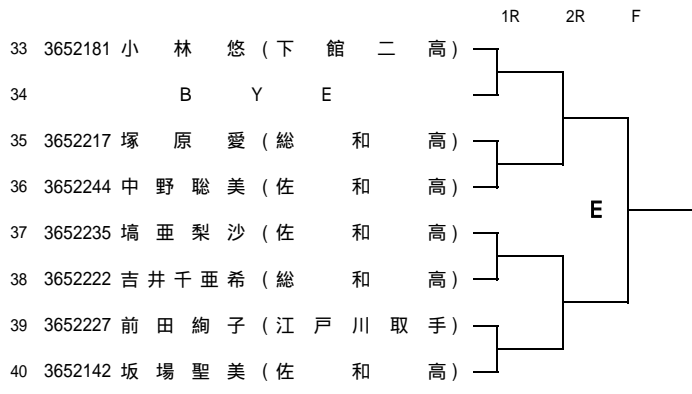 1R 2R F
33 3652181 小林悠(下館二高)
34 BYE
35 3652217 塚原愛(総和高)
36 3652244 中野聡美(佐和高)
E
37 3652235 塙亜梨沙(佐和高)
38 3652222 吉井千亜希(総和高)
39 3652227 前田絢子(江戸川取手)
40 3652142 坂場聖美(佐和高)